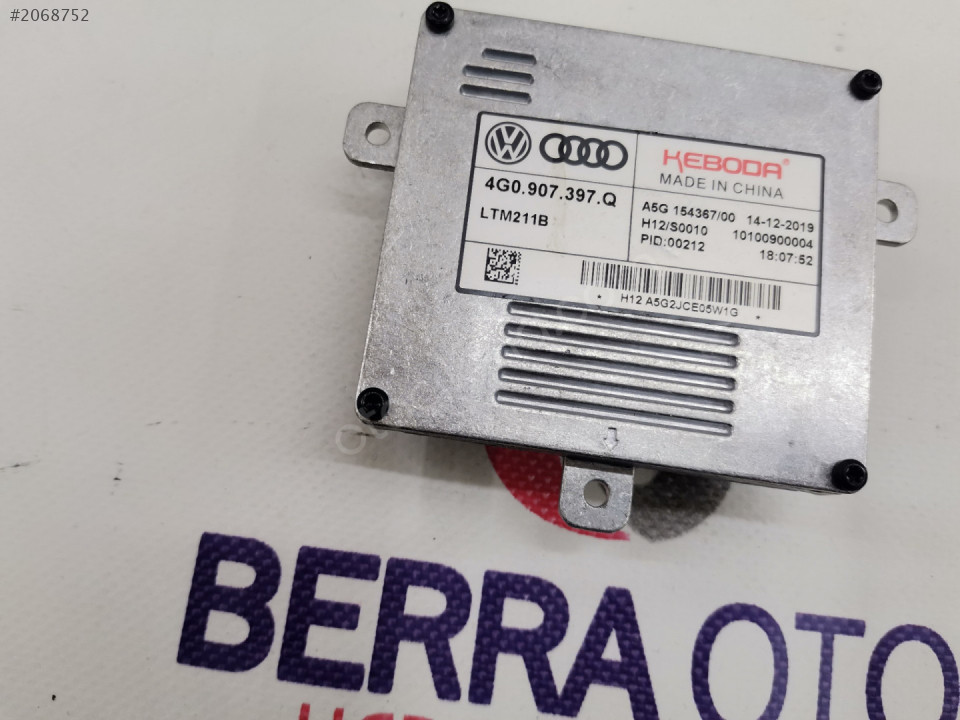 #2068752
VW
KEBODA®
MADE IN CHINA
4G0.907.397.Q
LTM211B
A5G 154367/00 14-12-2019
H12/S0010 10100900004
PID:00212 18:07:52
* H12 A5G2JCE05W1G *
BERRA OTO